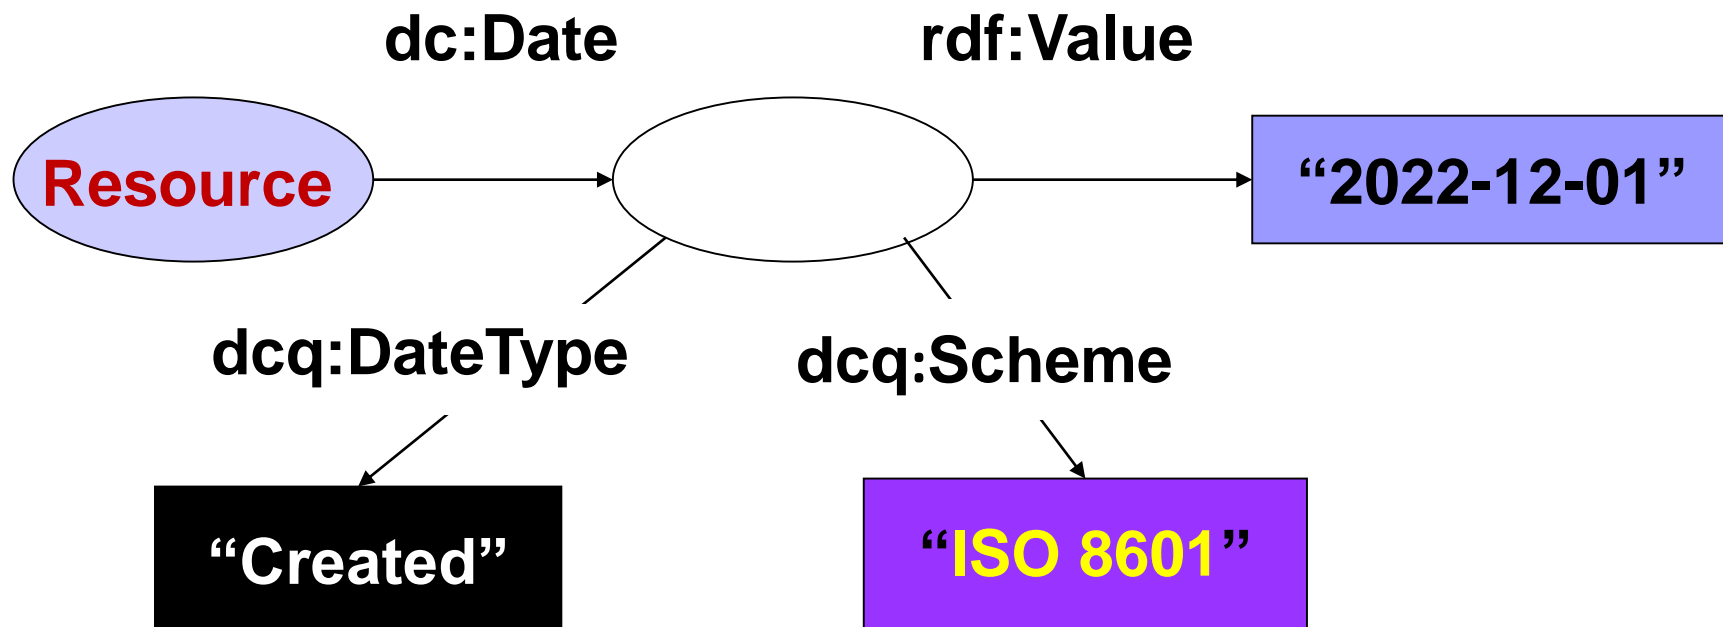 dc:Date
rdf:Value
Resource
“2022-12-01”
dcq:DateType
dcq:Scheme
“Created”
“ISO 8601”